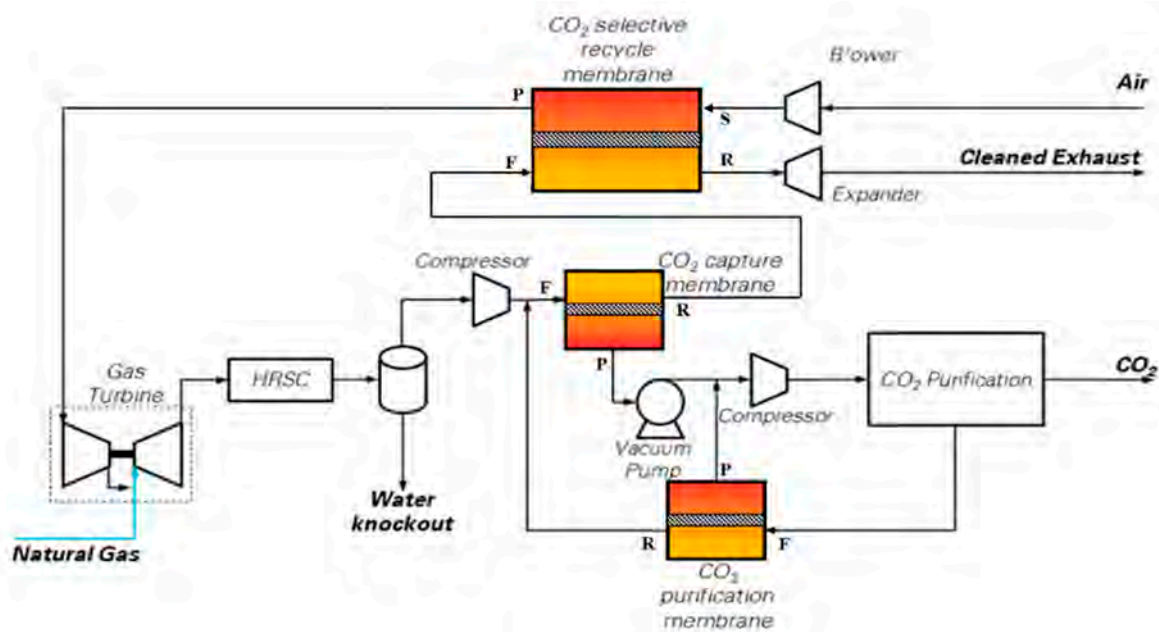 CO2 selective
recycle
membrane
B'ower
Air
P
S
F
R
Cleaned Exhaust
Expander
Compressor
CO2 capture
membrane
F
R
P
Gas
Turbine
HRSC
CO2 Purification
CO2
Compressor
Vacuum
Pump
P
Water
knockout
R
F
Natural Gas
CO2
purification
membrane